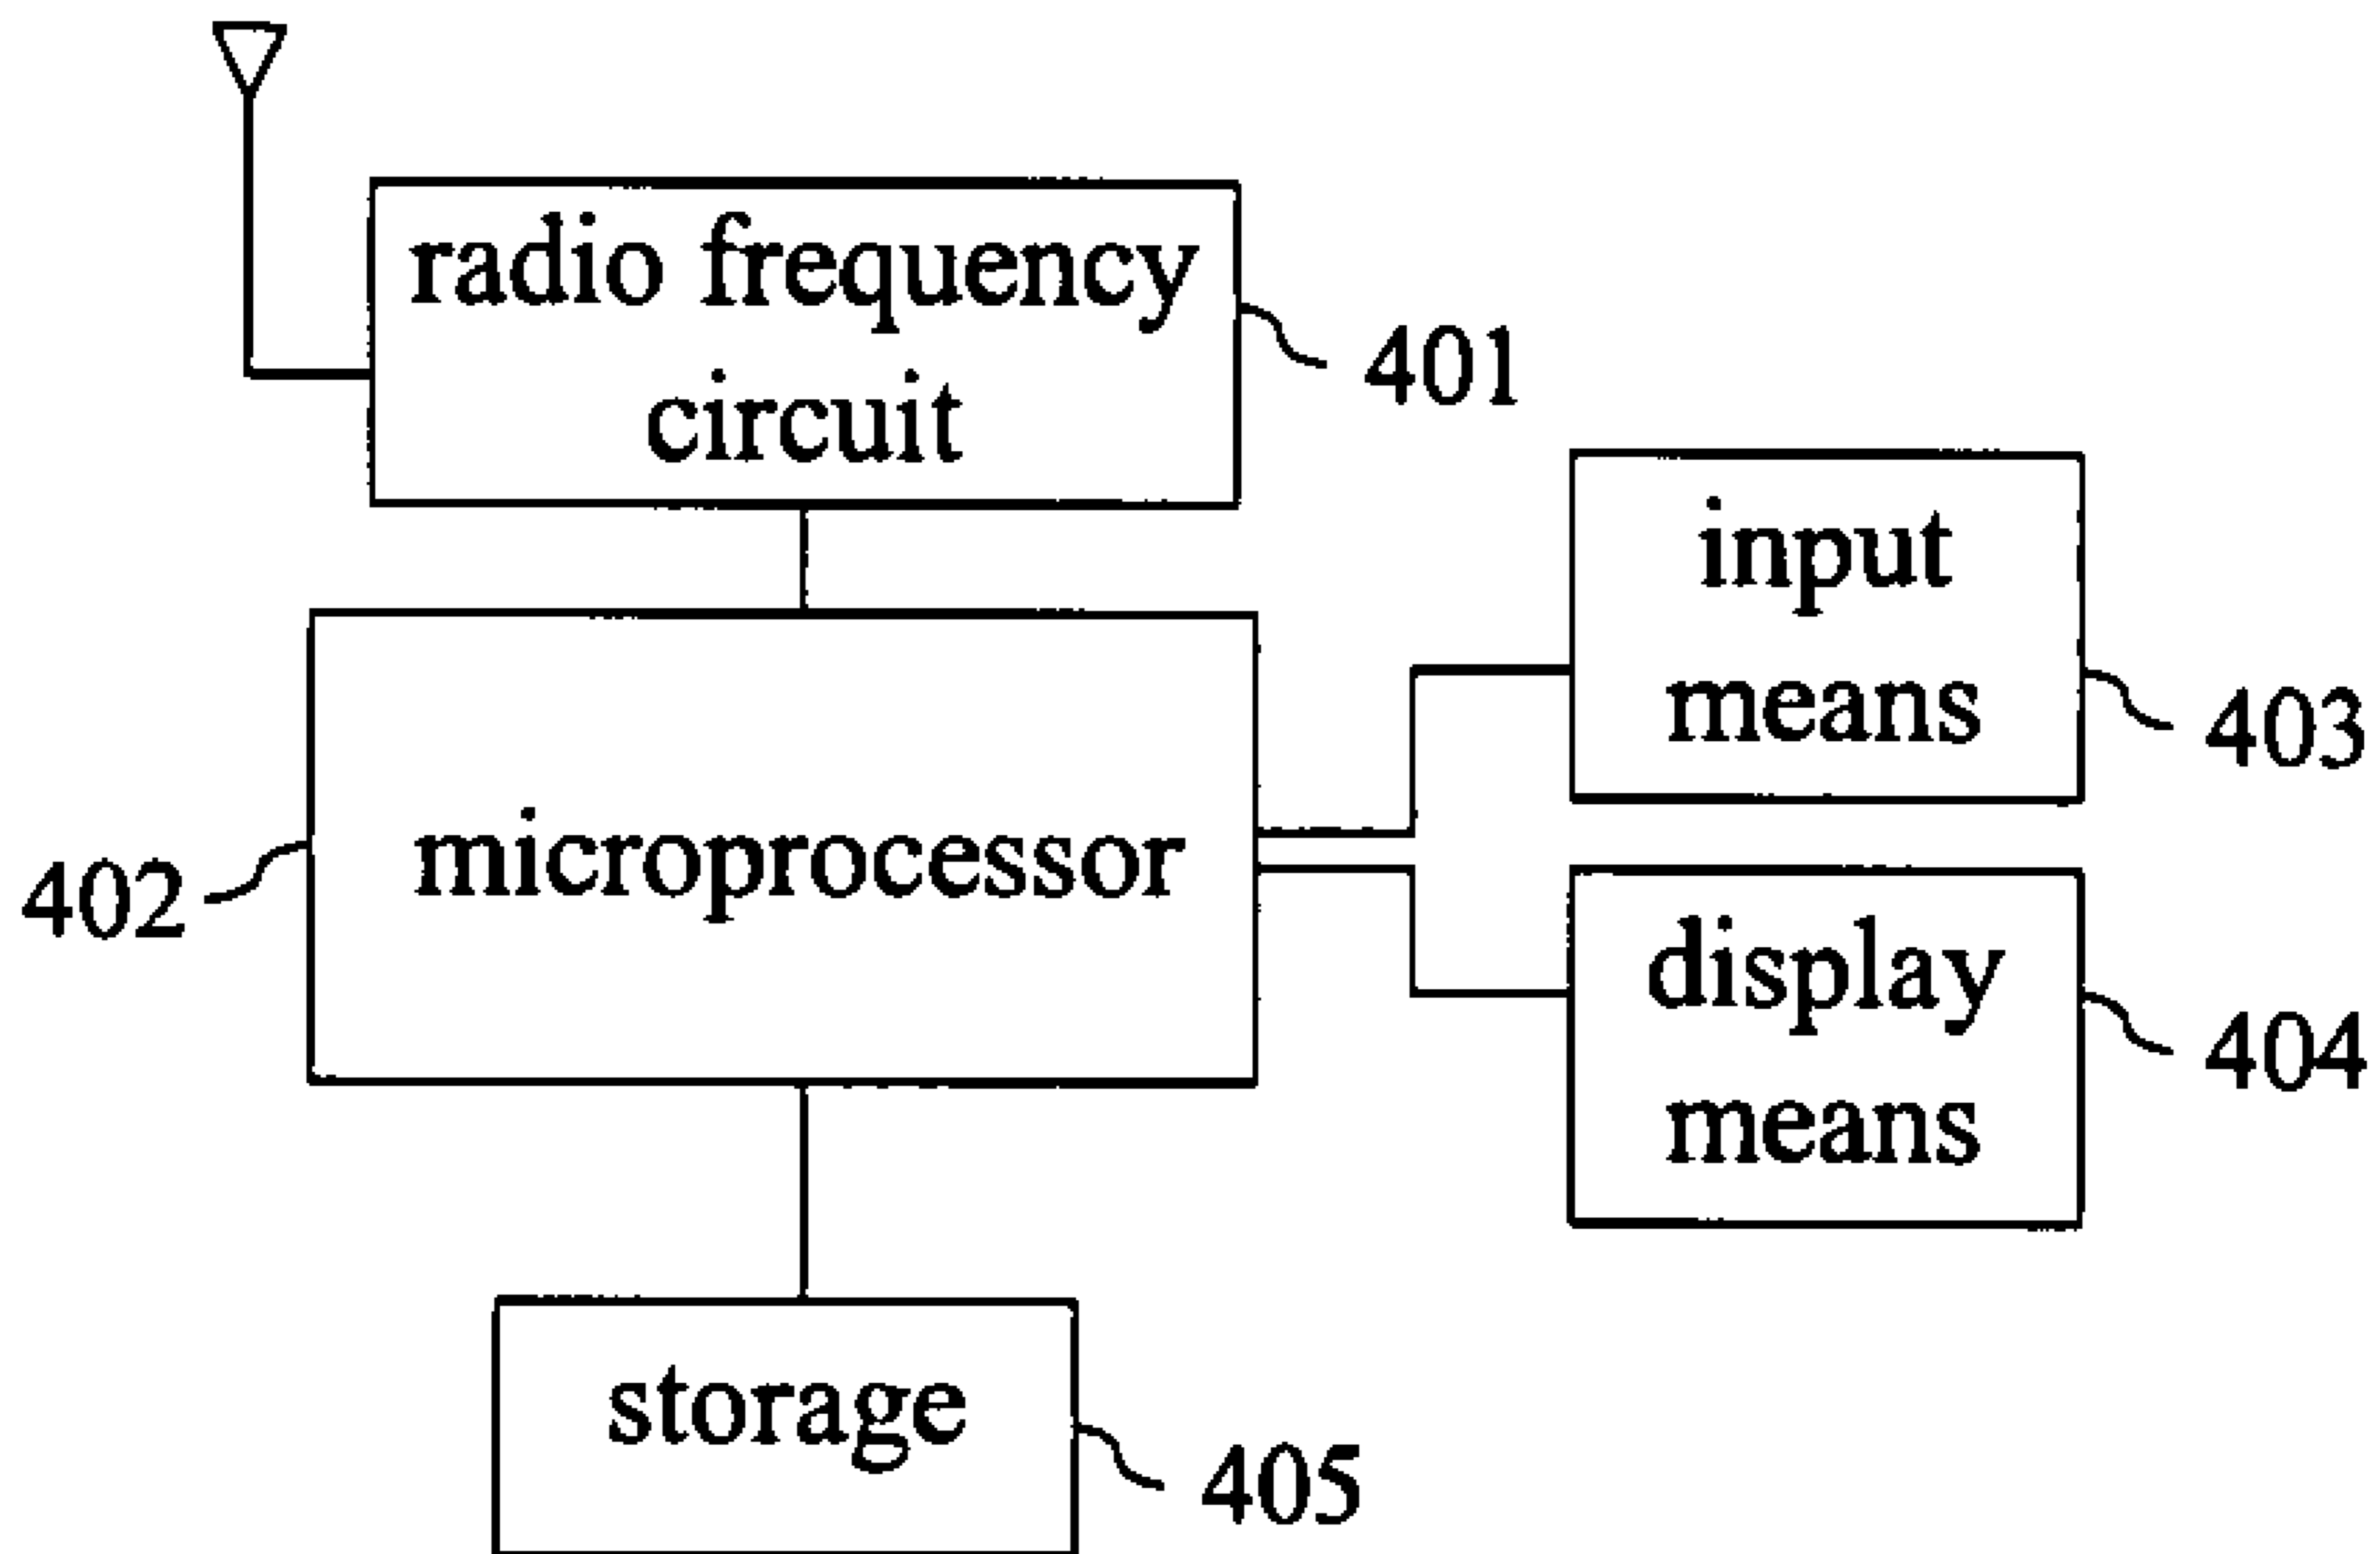 radio frequency
circuit
401
input
means
403
microprocessor
402
display
means
404
storage
405